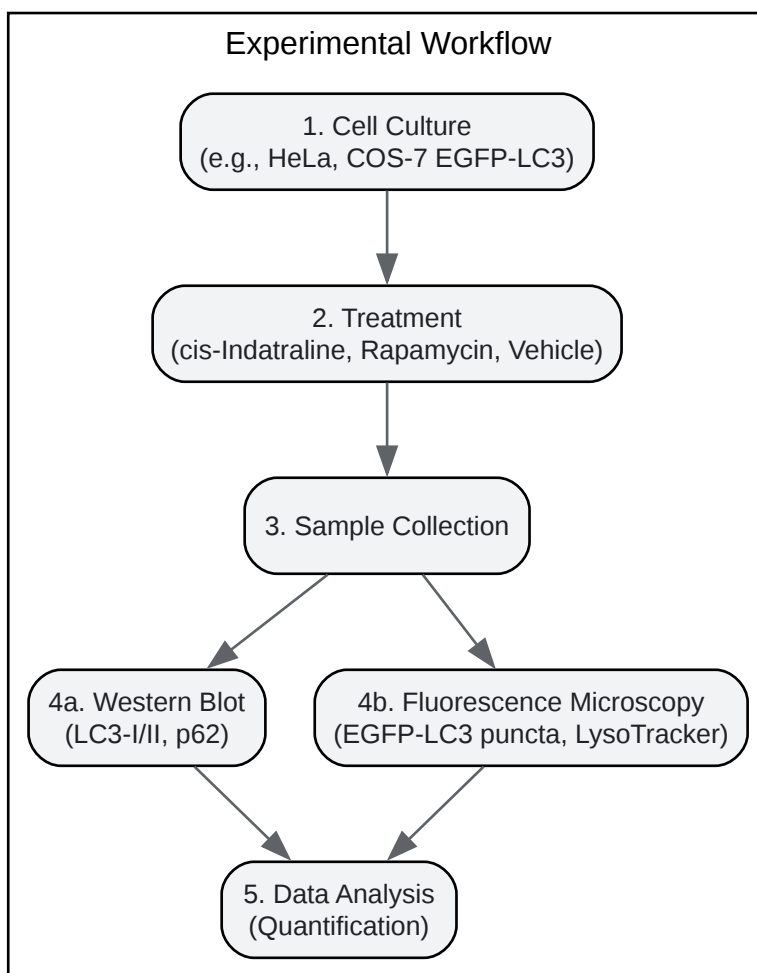 Experimental Workflow
1. Cell Culture
(e.g., HeLa, COS-7 EGFP-LC3)
2. Treatment
(cis-Indatraline, Rapamycin, Vehicle)
3. Sample Collection
4a. Western Blot
(LC3-I/II, p62)
4b. Fluorescence Microscopy
(EGFP-LC3 puncta, LysoTracker)
5. Data Analysis
(Quantification)